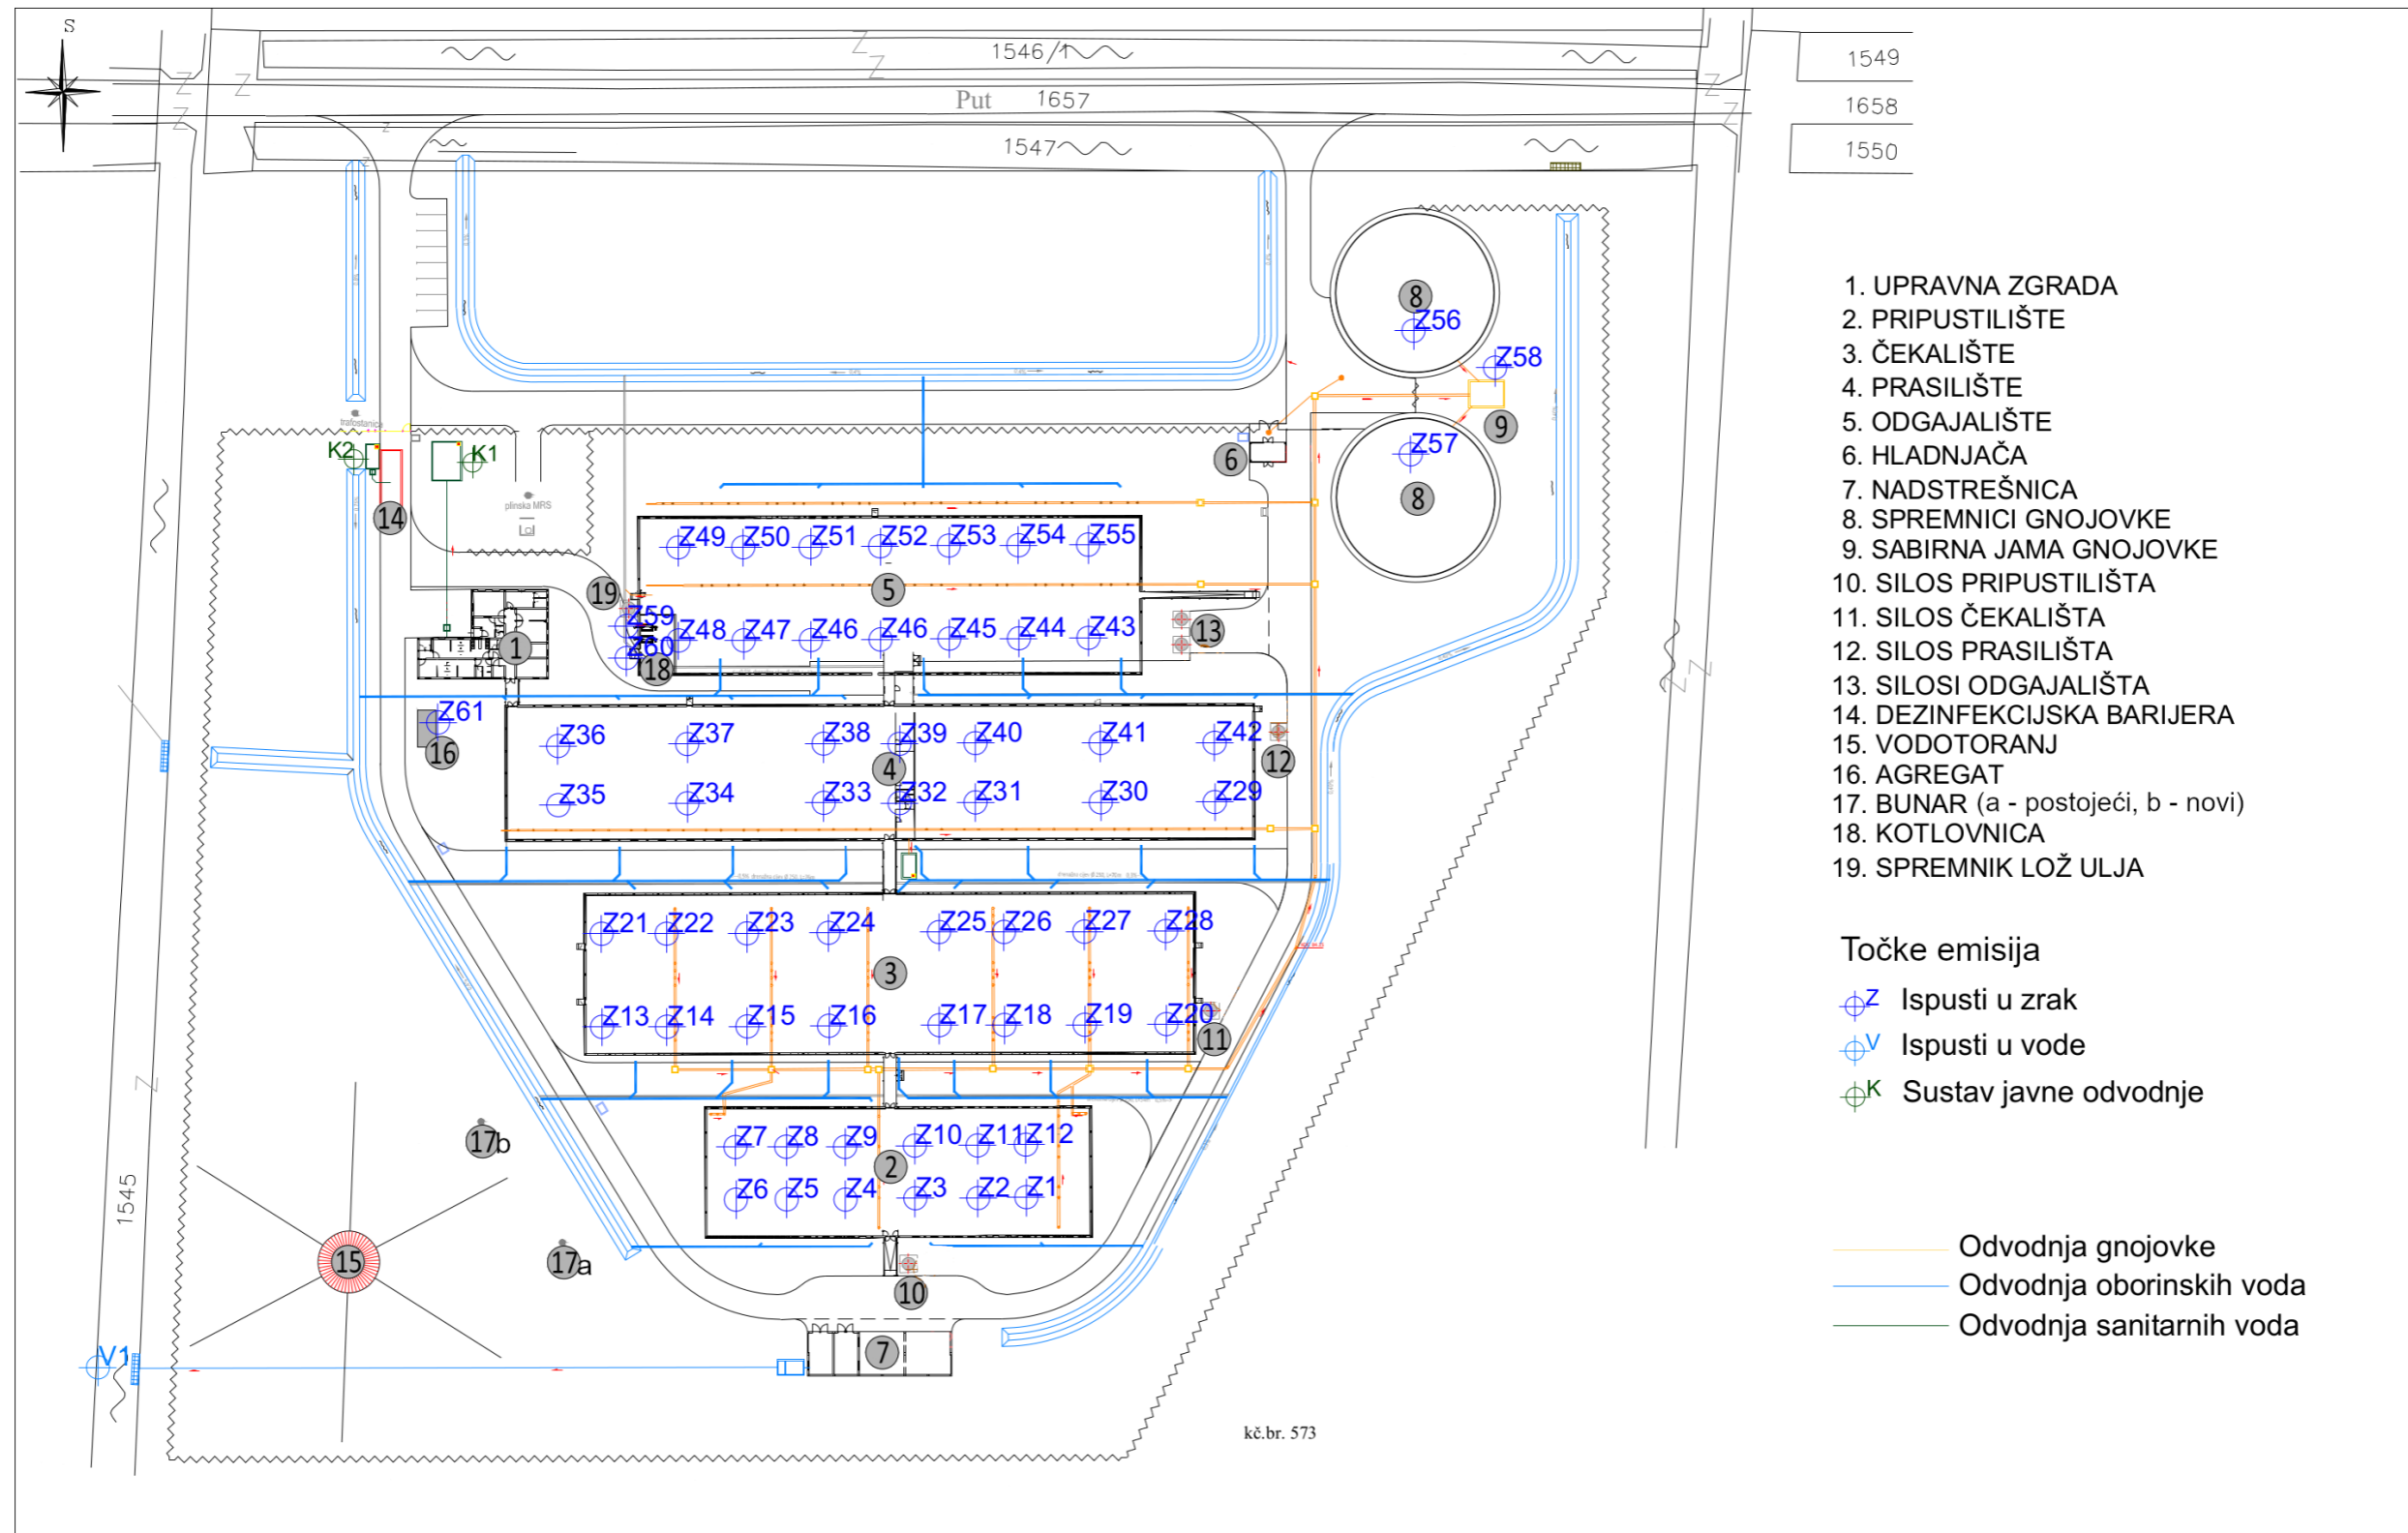 S
1546/1
1549
Put 1657
1658
1547
1550
Z56
8
Z58
9
Z57
8
6
trafostanica
K2
K1
14
plinska MRS
Z49 Z50 Z51 Z52 Z53 Z54 Z55
19
5
Z59
Z48 Z47 Z46 Z46 Z45 Z44 Z43
13
1
Z60
18
Z61
16
Z36 Z37 Z38 Z39 Z40 Z41 Z42
4
12
Z35 Z34 Z33 Z32 Z31 Z30 Z29
Z21 Z22 Z23 Z24 Z25 Z26 Z27 Z28
3
Z13 Z14 Z15 Z16 Z17 Z18 Z19 Z20
11
17b
Z7 Z8 Z9 Z10 Z11 Z12
2
Z6 Z5 Z4 Z3 Z2 Z1
1545
15
17a
10
V1
7
kč.br. 573
1. UPRAVNA ZGRADA
2. PRIPUSTILIŠTE
3. ČEKALIŠTE
4. PRASILIŠTE
5. ODGAJALIŠTE
6. HLADNJAČA
7. NADSTREŠNICA
8. SPREMNICI GNOJOVKE
9. SABIRNA JAMA GNOJOVKE
10. SILOS PRIPUSTILIŠTA
11. SILOS ČEKALIŠTA
12. SILOS PRASILIŠTA
13. SILOSI ODGAJALIŠTA
14. DEZINFEKCIJSKA BARIJERA
15. VODOTORANJ
16. AGREGAT
17. BUNAR (a - postojeći, b - novi)
18. KOTLOVNICA
19. SPREMNIK LOŽ ULJA
Točke emisija
Z Ispusti u zrak
V Ispusti u vode
K Sustav javne odvodnje
Odvodnja gnojovke
Odvodnja oborinskih voda
Odvodnja sanitarnih voda